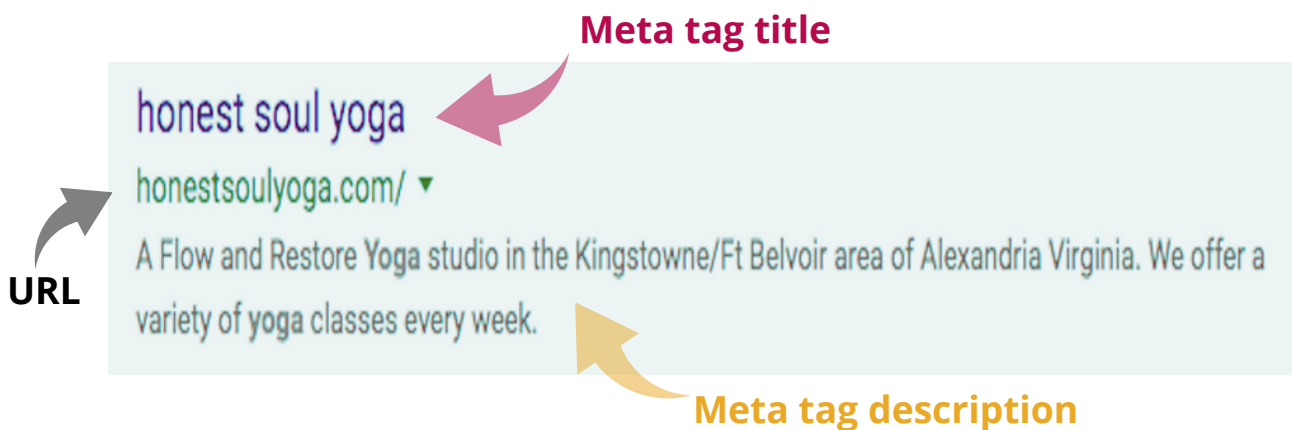 Meta tag title
honest soul yoga
honestsoulyoga.com/
URL
A Flow and Restore Yoga studio in the Kingstowne/Ft Belvoir area of Alexandria Virginia. We offer a
variety of yoga classes every week.
Meta tag description